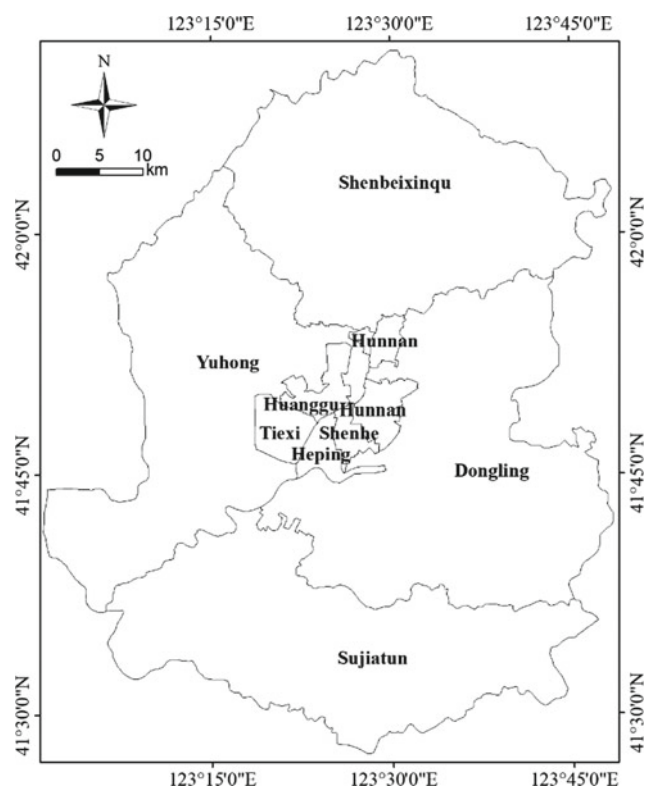 123°15'0"E 123°30'0"E 123°45'0"E
N
0 5 10
km
Shenbeixinqu
42°0'0"N 42°0'0"N
Hunnan
Yuhong
Huanggu Hunnan
Tiexi Shenhe
Heping
Dongling
41°45'0"N 41°45'0"N
Sujiatun
41°30'0"N 41°30'0"N
123°15'0"E 123°30'0"E 123°45'0"E